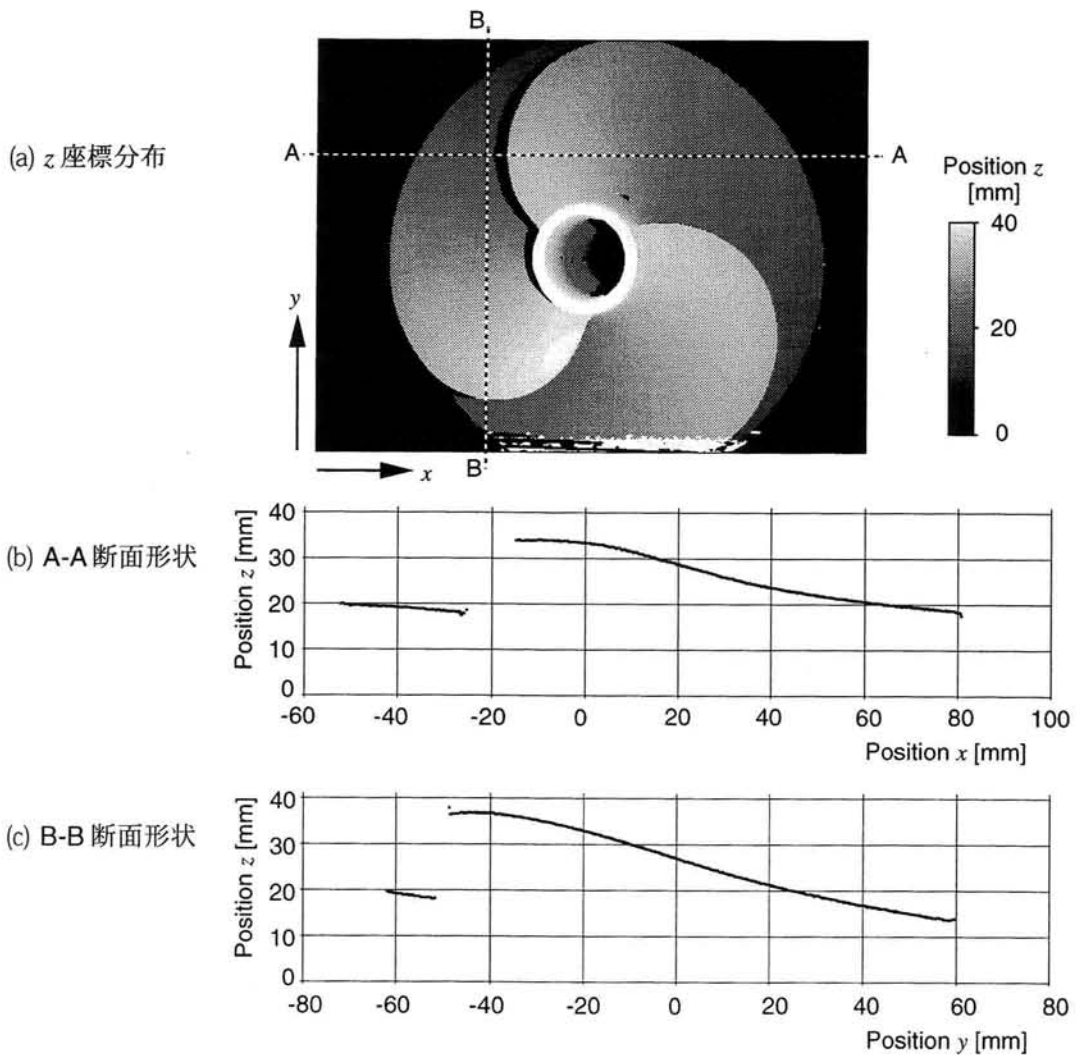 B
(a) z 座標分布
A
A
Position z
[mm]
40
20
0
y
x
B
(b) A-A 断面形状
Position z [mm]
40
30
20
10
0
-60 -40 -20 0 20 40 60 80 100
Position x [mm]
(c) B-B 断面形状
Position z [mm]
40
30
20
10
0
-80 -60 -40 -20 0 20 40 60 80
Position y [mm]